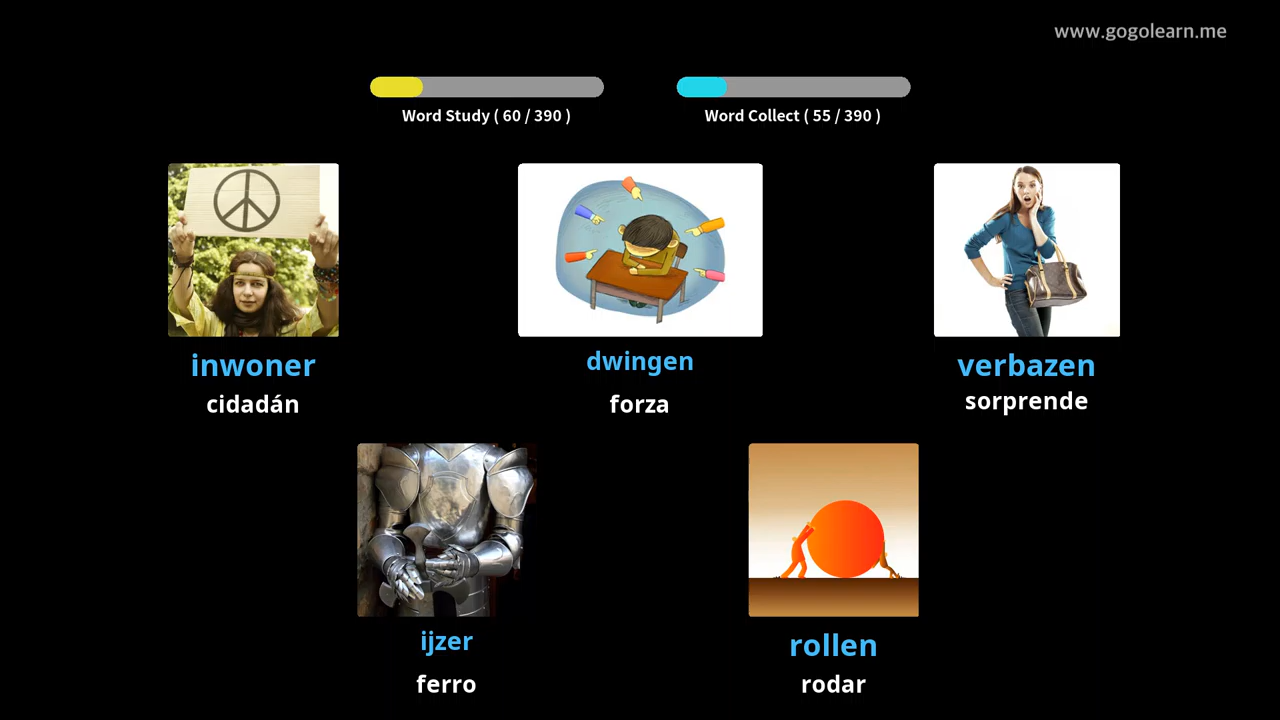 www.gogolearn.me
Word Study ( 60 / 390 )
Word Collect ( 55 / 390 )
inwoner
cidadán
dwingen
forza
verbazen
sorprende
ijzer
ferro
rollen
rodar